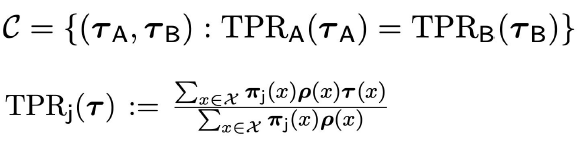 𝒞 = {(𝝉_A, 𝝉_B) : TPR_A(𝝉_A) = TPR_B(𝝉_B)}
TPR_j(𝝉) := ∑_{x∈𝒳} 𝝅_j(x)𝝆(x)𝝉(x) / ∑_{x∈𝒳} 𝝅_j(x)𝝆(x)